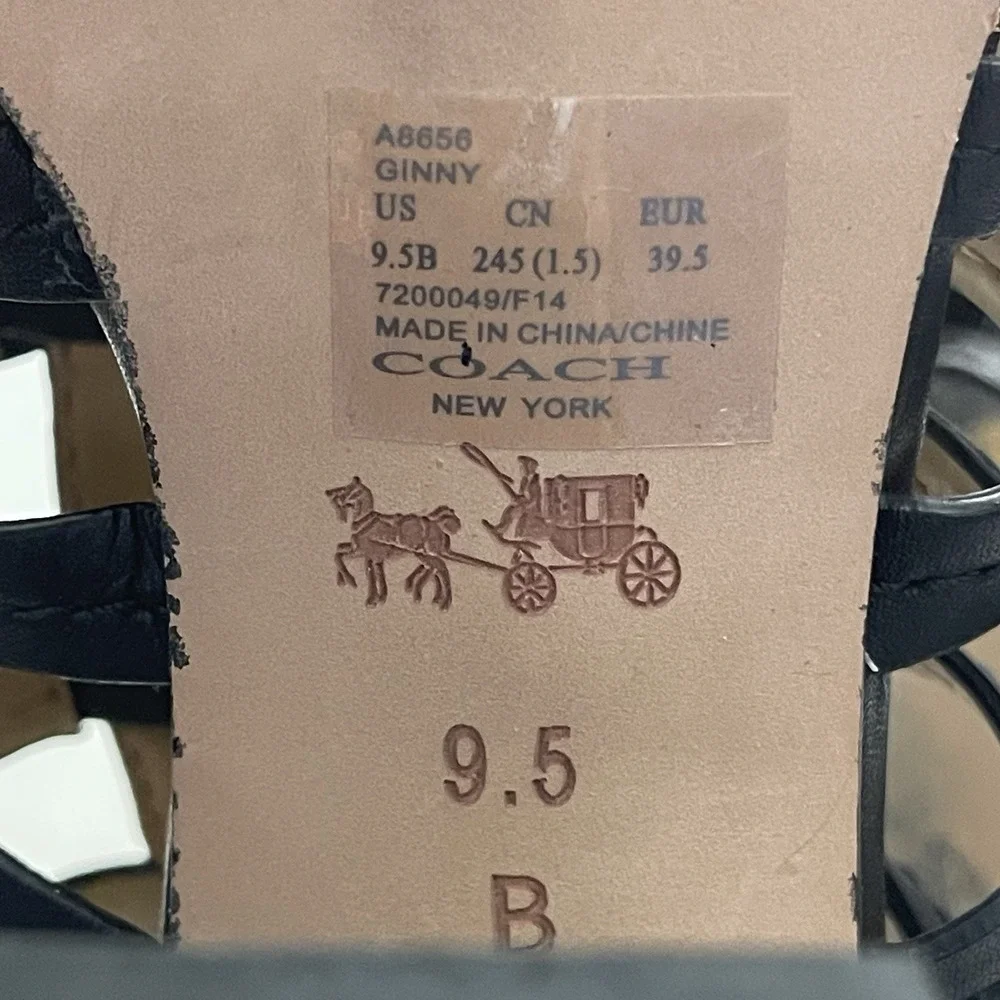 A8656
GINNY
US CN EUR
9.5B 245 (1.5) 39.5
7200049/F14
MADE IN CHINA/CHINE
COACH
NEW YORK
9.5
B